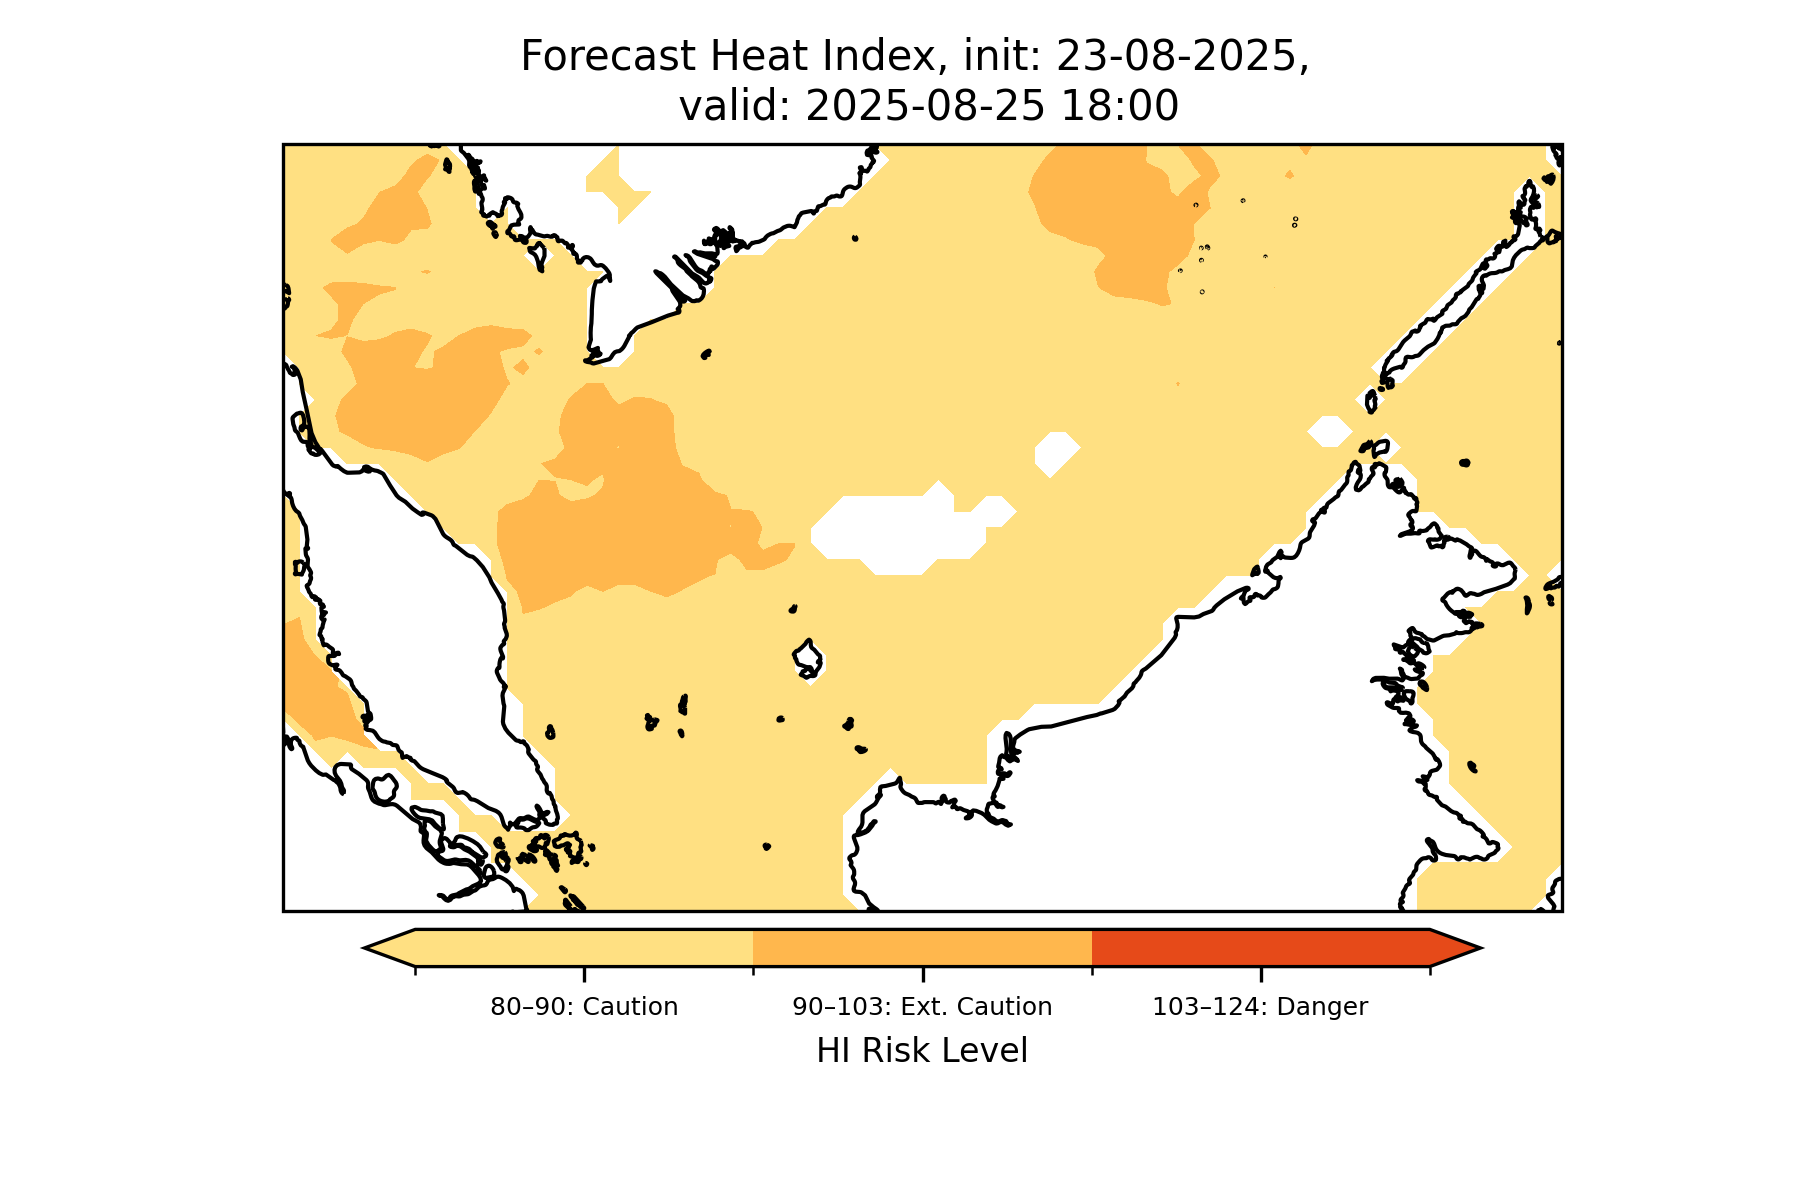 Forecast Heat Index, init: 23-08-2025,
valid: 2025-08-25 18:00
80–90: Caution
90–103: Ext. Caution
103–124: Danger
HI Risk Level